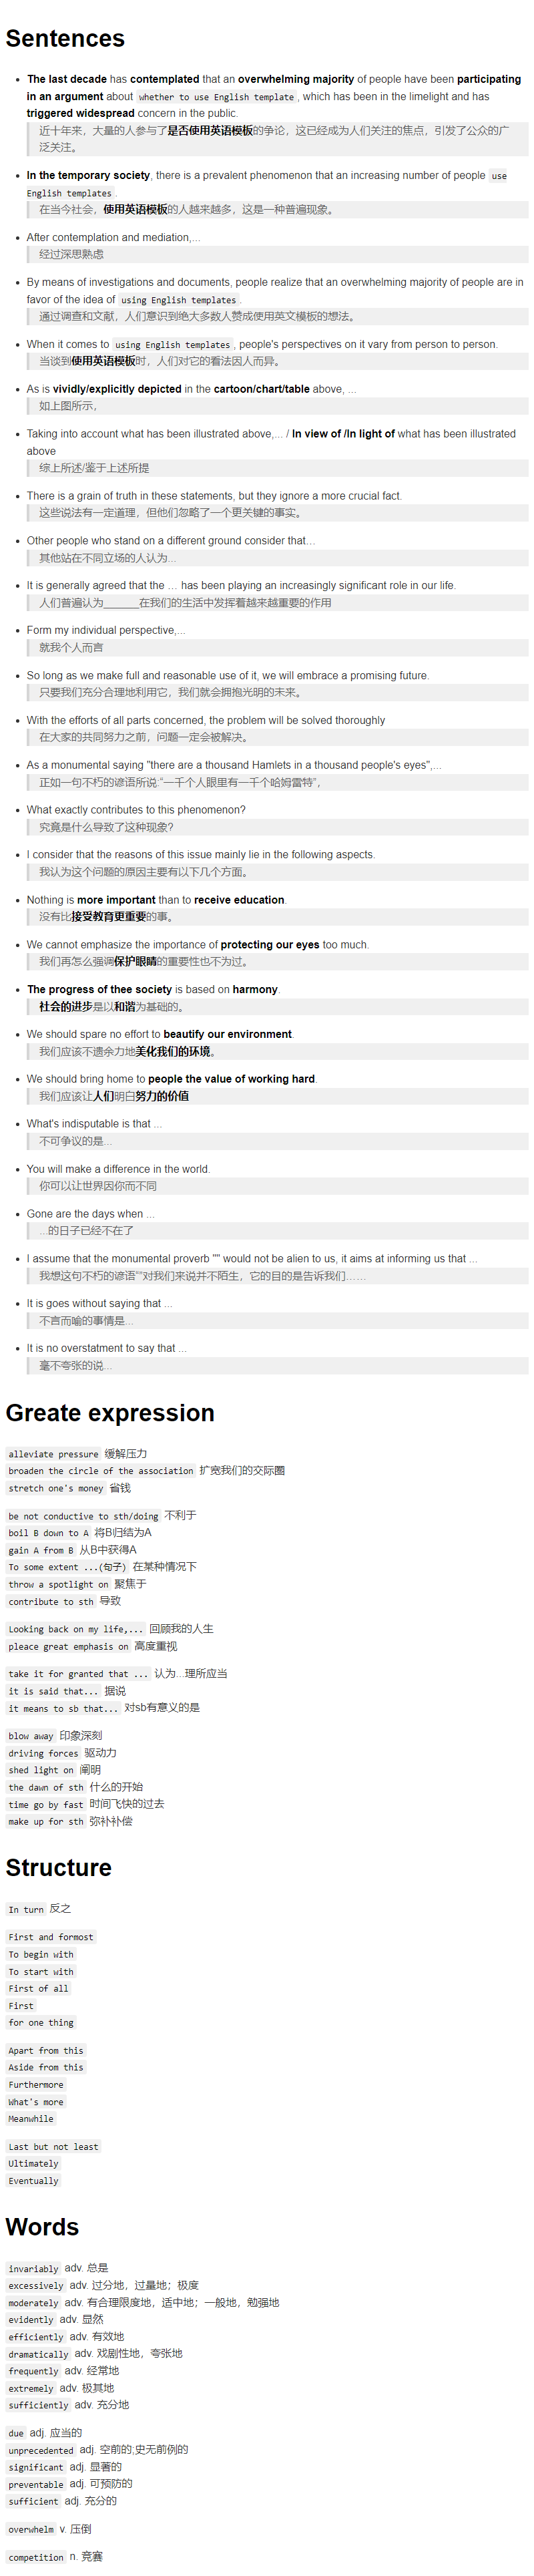 Sentences
The last decade has contemplated that an overwhelming majority of people have been participating
in an argument about whether to use English template, which has been in the limelight and has
triggered widespread concern in the public.
近十年来，大量的人参与了是否使用英语模板的争论，这已经成为人们关注的焦点，引发了公众的广
泛关注。
In the temporary society, there is a prevalent phenomenon that an increasing number of people use
English templates.
在当今社会，使用英语模板的人越来越多，这是一种普遍现象。
After contemplation and mediation,...
经过深思熟虑
By means of investigations and documents, people realize that an overwhelming majority of people are in
favor of the idea of using English templates.
通过调查和文献，人们意识到绝大多数人赞成使用英文模板的想法。
When it comes to using English templates, people's perspectives on it vary from person to person.
当谈到使用英语模板时，人们对它的看法因人而异。
As is vividly/explicitly depicted in the cartoon/chart/table above, ...
如上图所示，
Taking into account what has been illustrated above,... / In view of /In light of what has been illustrated
above
综上所述/鉴于上述所提
There is a grain of truth in these statements, but they ignore a more crucial fact.
这些说法有一定道理，但他们忽略了一个更关键的事实。
Other people who stand on a different ground consider that…
其他站在不同立场的人认为...
It is generally agreed that the … has been playing an increasingly significant role in our life.
人们普遍认为______在我们的生活中发挥着越来越重要的作用
Form my individual perspective,...
就我个人而言
So long as we make full and reasonable use of it, we will embrace a promising future.
只要我们充分合理地利用它，我们就会拥抱光明的未来。
With the efforts of all parts concerned, the problem will be solved thoroughly
在大家的共同努力之前，问题一定会被解决。
As a monumental saying "there are a thousand Hamlets in a thousand people's eyes",...
正如一句不朽的谚语所说:“一千个人眼里有一千个哈姆雷特”，
What exactly contributes to this phenomenon?
究竟是什么导致了这种现象?
I consider that the reasons of this issue mainly lie in the following aspects.
我认为这个问题的原因主要有以下几个方面。
Nothing is more important than to receive education.
没有比接受教育更重要的事。
We cannot emphasize the importance of protecting our eyes too much.
我们再怎么强调保护眼睛的重要性也不为过。
The progress of thee society is based on harmony.
社会的进步是以和谐为基础的。
We should spare no effort to beautify our environment.
我们应该不遗余力地美化我们的环境。
We should bring home to people the value of working hard.
我们应该让人们明白努力的价值
What's indisputable is that ...
不可争议的是...
You will make a difference in the world.
你可以让世界因你而不同
Gone are the days when ...
...的日子已经不在了
I assume that the monumental proverb "" would not be alien to us, it aims at informing us that ...
我想这句不朽的谚语“”对我们来说并不陌生，它的目的是告诉我们……
It is goes without saying that ...
不言而喻的事情是...
It is no overstatment to say that ...
毫不夸张的说...
Greate expression
alleviate pressure 缓解压力
broaden the circle of the association 扩宽我们的交际圈
stretch one's money 省钱
be not conductive to sth/doing 不利于
boil B down to A 将B归结为A
gain A from B 从B中获得A
To some extent ...(句子) 在某种情况下
throw a spotlight on 聚焦于
contribute to sth 导致
Looking back on my life,... 回顾我的人生
pleace great emphasis on 高度重视
take it for granted that ... 认为...理所应当
it is said that... 据说
it means to sb that... 对sb有意义的是
blow away 印象深刻
driving forces 驱动力
shed light on 阐明
the dawn of sth 什么的开始
time go by fast 时间飞快的过去
make up for sth 弥补补偿
Structure
In turn 反之
First and formost
To begin with
To start with
First of all
First
for one thing
Apart from this
Aside from this
Furthermore
What's more
Meanwhile
Last but not least
Ultimately
Eventually
Words
invariably adv. 总是
excessively adv. 过分地，过量地；极度
moderately adv. 有合理限度地，适中地；一般地，勉强地
evidently adv. 显然
efficiently adv. 有效地
dramatically adv. 戏剧性地，夸张地
frequently adv. 经常地
extremely adv. 极其地
sufficiently adv. 充分地
due adj. 应当的
unprecedented adj. 空前的;史无前例的
significant adj. 显著的
preventable adj. 可预防的
sufficient adj. 充分的
overwhelm v. 压倒
competition n. 竞赛